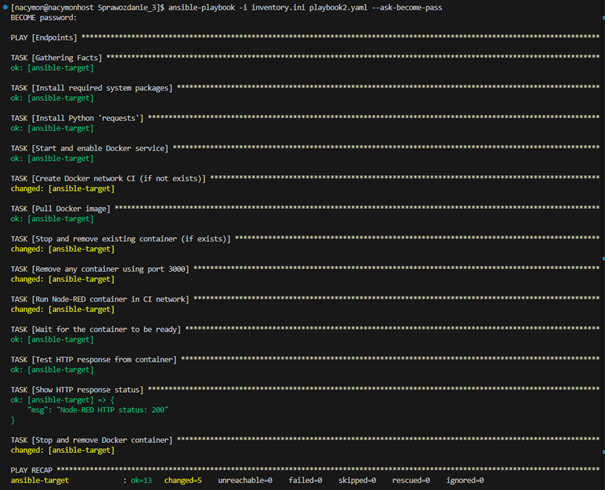 [nacymon@nacymonhost Sprawozdanie_3]$ ansible-playbook -i inventory.ini playbook2.yaml --ask-become-pass
BECOME password:
PLAY [Endpoints] ****************************************************************************************************
TASK [Gathering Facts] **********************************************************************************************
ok: [ansible-target]
TASK [Install required system packages] *****************************************************************************
ok: [ansible-target]
TASK [Install Python 'requests'] ************************************************************************************
ok: [ansible-target]
TASK [Start and enable Docker service] ******************************************************************************
ok: [ansible-target]
TASK [Create Docker network CI (if not exists)] *********************************************************************
changed: [ansible-target]
TASK [Pull Docker image] ********************************************************************************************
ok: [ansible-target]
TASK [Stop and remove existing container (if exists)] ***************************************************************
changed: [ansible-target]
TASK [Remove any container using port 3000] *************************************************************************
changed: [ansible-target]
TASK [Run Node-RED container in CI network] *************************************************************************
changed: [ansible-target]
TASK [Wait for the container to be ready] ***************************************************************************
ok: [ansible-target]
TASK [Test HTTP response from container] ****************************************************************************
ok: [ansible-target]
TASK [Show HTTP response status] ************************************************************************************
ok: [ansible-target] => {
"msg": "Node-RED HTTP status: 200"
}
TASK [Stop and remove Docker container] *****************************************************************************
changed: [ansible-target]
PLAY RECAP **********************************************************************************************************
ansible-target : ok=13 changed=5 unreachable=0 failed=0 skipped=0 rescued=0 ignored=0